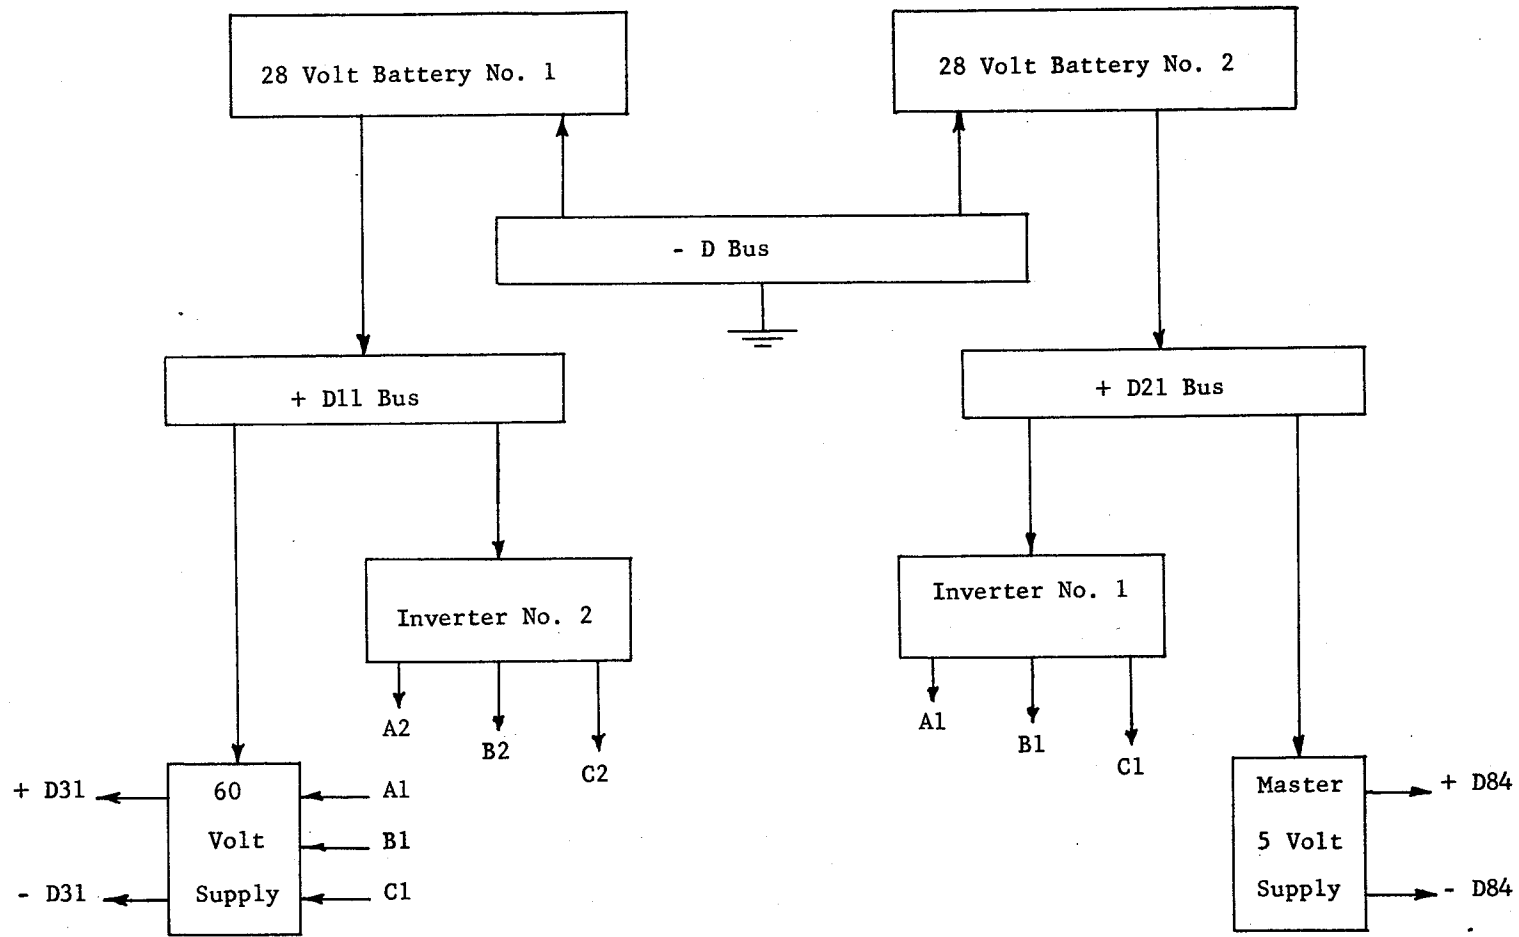 28 Volt Battery No. 1
28 Volt Battery No. 2
- D Bus
+ D11 Bus
+ D21 Bus
Inverter No. 2
Inverter No. 1
A2
B2
C2
A1
B1
C1
+ D31
- D31
60
Volt
Supply
A1
B1
C1
Master
5 Volt
Supply
+ D84
- D84